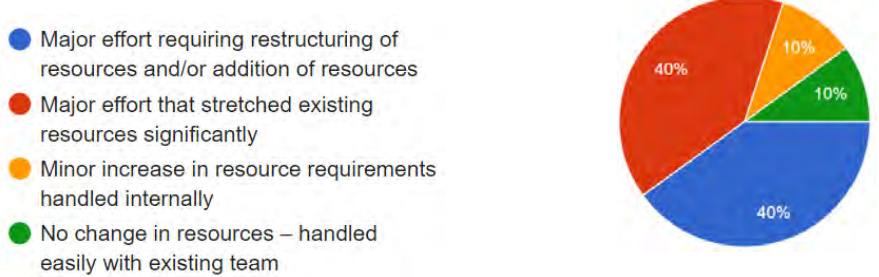 Major effort requiring restructuring of
resources and/or addition of resources
Major effort that stretched existing
resources significantly
Minor increase in resource requirements
handled internally
No change in resources – handled
easily with existing team
40%
10%
10%
40%